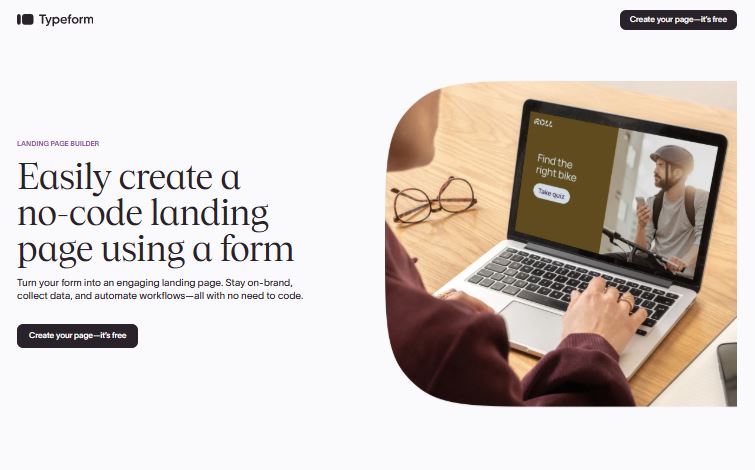 Typeform
Create your page—it's free
LANDING PAGE BUILDER
Easily create a
no-code landing
page using a form
Turn your form into an engaging landing page. Stay on-brand,
collect data, and automate workflows—all with no need to code.
Create your page—it's free
ROLL
Find the
right bike
Take quiz